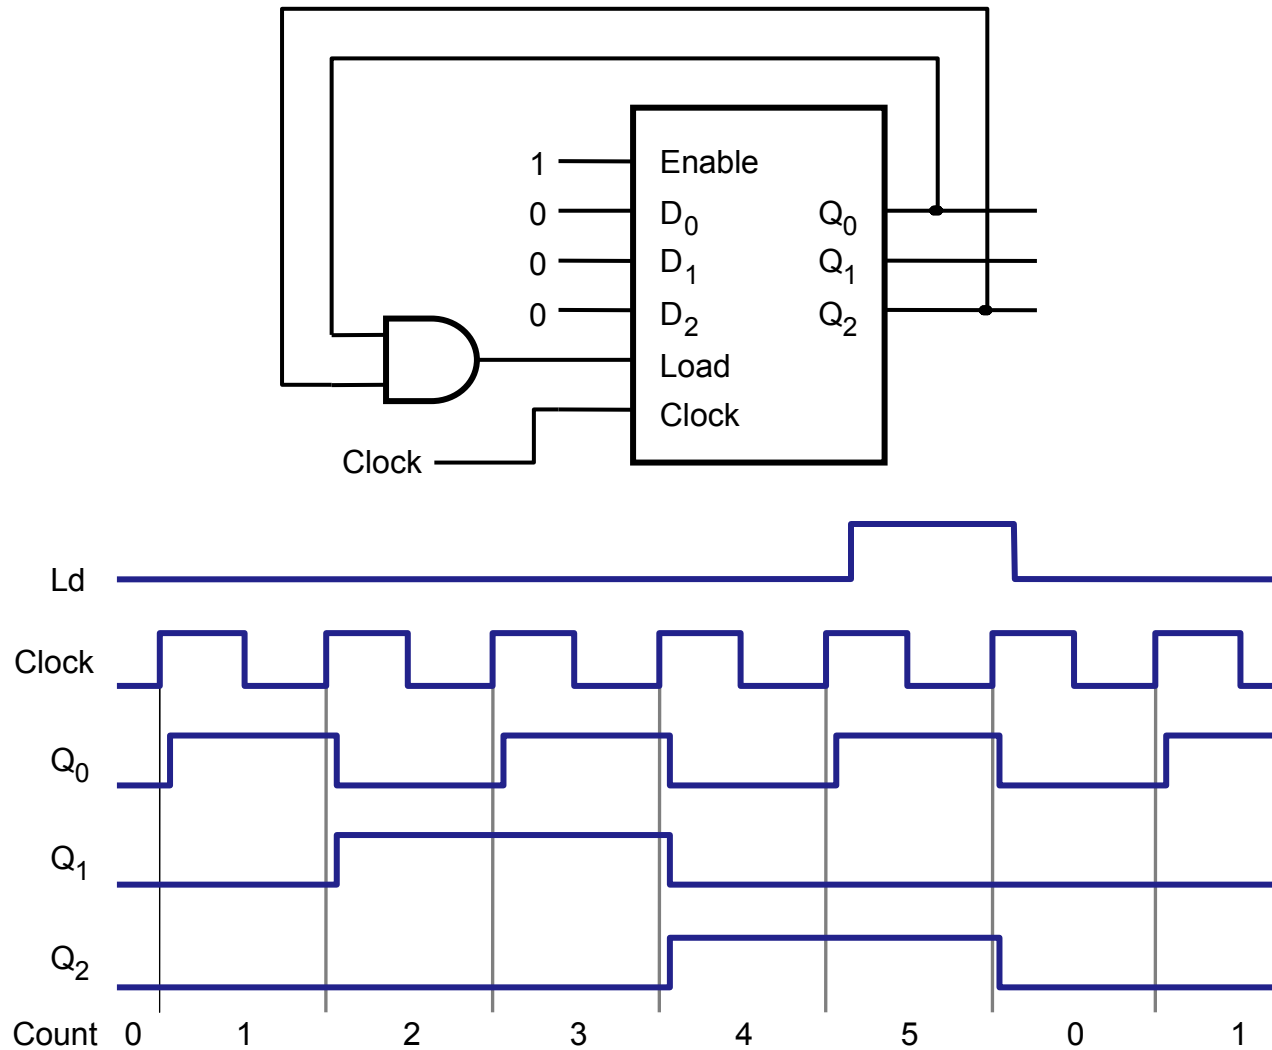 1 Enable
0 D0 Q0
0 D1 Q1
0 D2 Q2
Load
Clock
Clock
Ld
Clock
Q0
Q1
Q2
Count 0 1 2 3 4 5 0 1